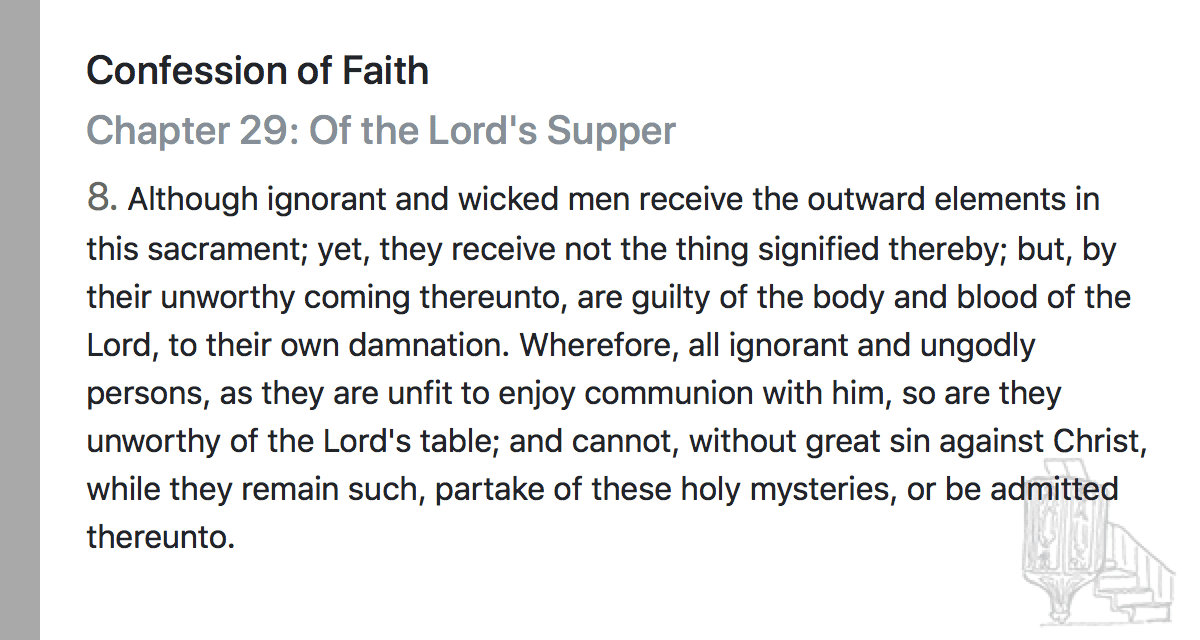 Confession of Faith
Chapter 29: Of the Lord's Supper
8. Although ignorant and wicked men receive the outward elements in
this sacrament; yet, they receive not the thing signified thereby; but, by
their unworthy coming thereunto, are guilty of the body and blood of the
Lord, to their own damnation. Wherefore, all ignorant and ungodly
persons, as they are unfit to enjoy communion with him, so are they
unworthy of the Lord's table; and cannot, without great sin against Christ,
while they remain such, partake of these holy mysteries, or be admitted
thereunto.